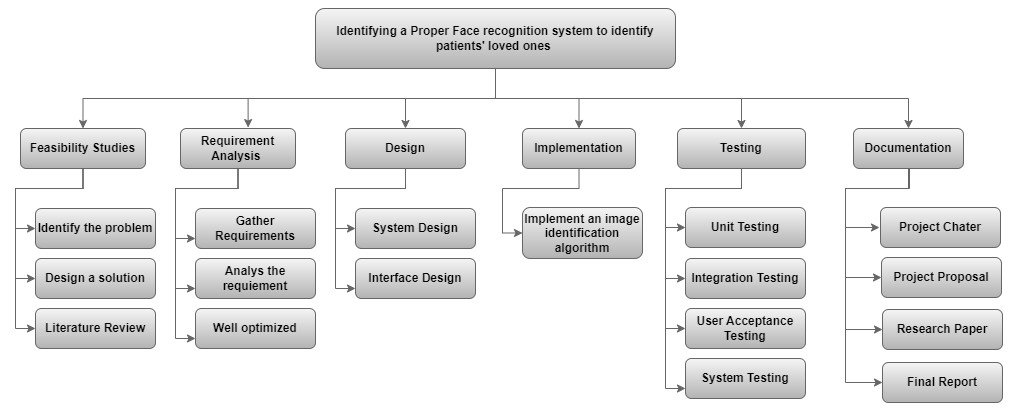 Identifying a Proper Face recognition system to identify
patients' loved ones
Feasibility Studies
Requirement
Analysis
Design
Implementation
Testing
Documentation
Identify the problem
Design a solution
Literature Review
Gather
Requirements
Analys the
requiement
Well optimized
System Design
Interface Design
Implement an image
identification
algorithm
Unit Testing
Integration Testing
User Acceptance
Testing
System Testing
Project Chater
Project Proposal
Research Paper
Final Report